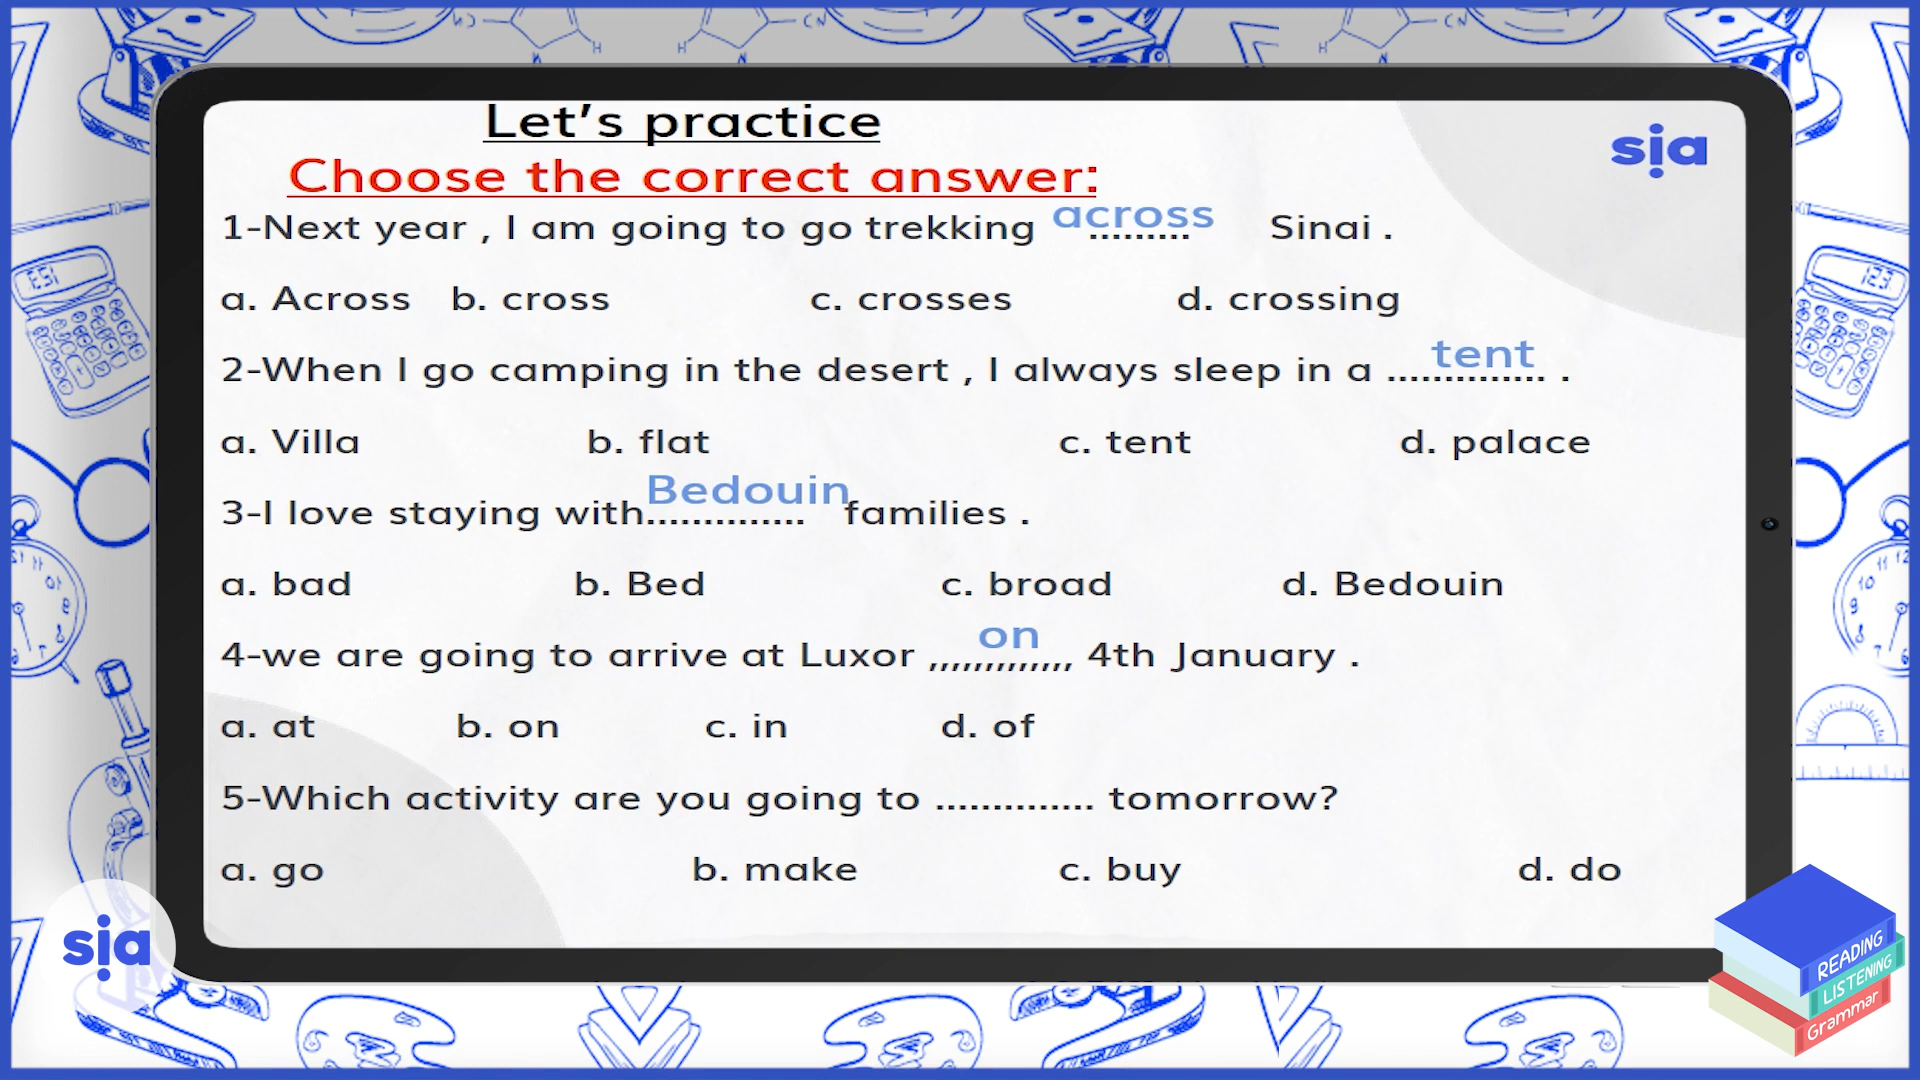 Let's practice
Choose the correct answer:
sia
1-Next year , I am going to go trekking across ......... Sinai .
a. Across b. cross c. crosses d. crossing
2-When I go camping in the desert , I always sleep in a tent .............. .
a. Villa b. flat c. tent d. palace
3-I love staying with Bedouin .............. families .
a. bad b. Bed c. broad d. Bedouin
4-we are going to arrive at Luxor on ,,,,,,,,,,,,, 4th January .
a. at b. on c. in d. of
5-Which activity are you going to .............. tomorrow?
a. go b. make c. buy d. do
sia
READING
LISTENING
Grammar